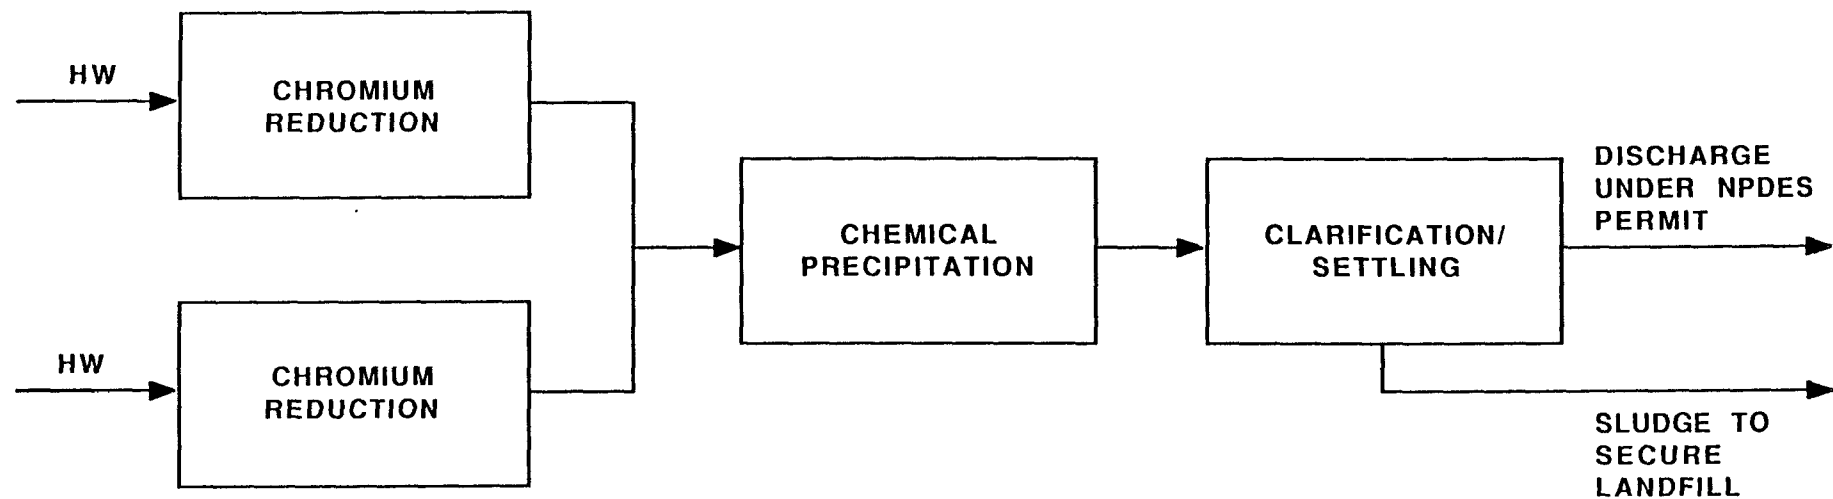 HW
CHROMIUM
REDUCTION
HW
CHROMIUM
REDUCTION
CHEMICAL
PRECIPITATION
CLARIFICATION/
SETTLING
DISCHARGE
UNDER NPDES
PERMIT
SLUDGE TO
SECURE
LANDFILL